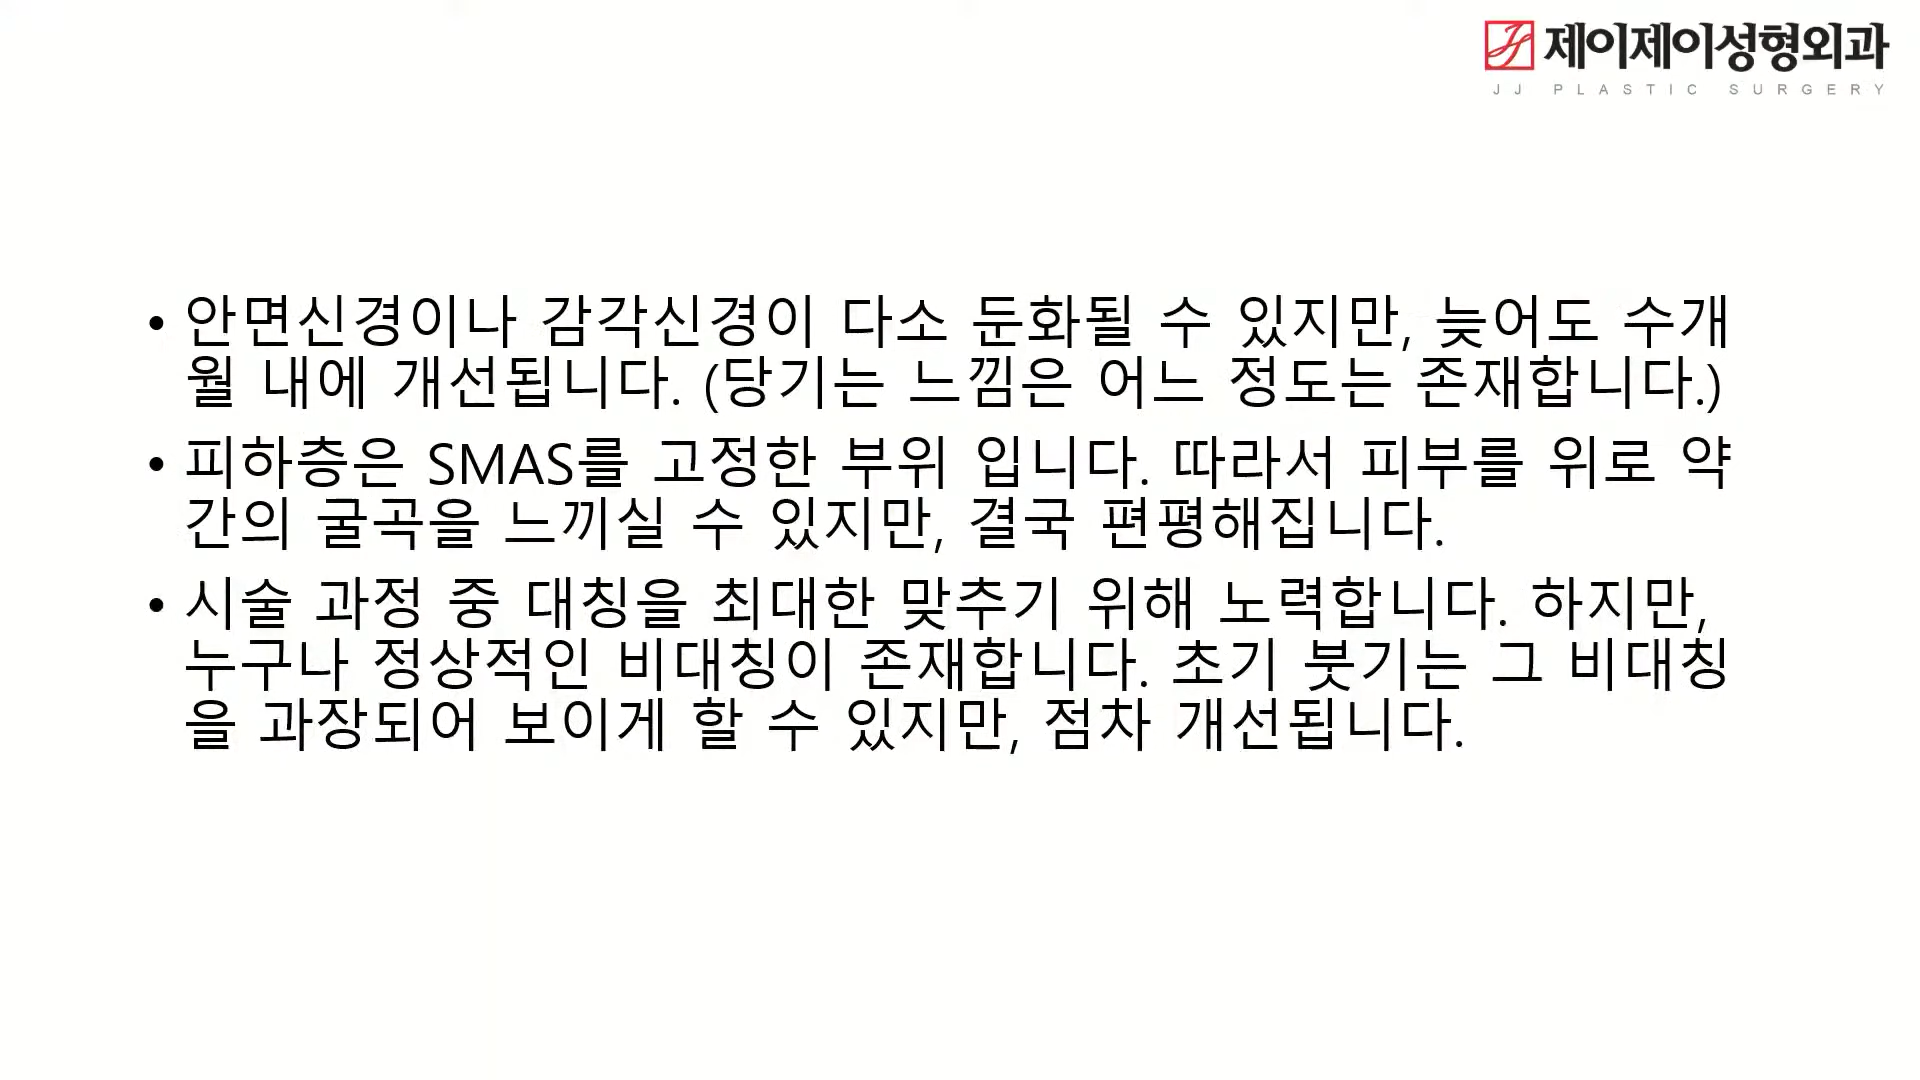 제이제이성형외과
JJ PLASTIC SURGERY
• 안면신경이나 감각신경이 다소 둔화될 수 있지만, 늦어도 수개
월 내에 개선됩니다. (당기는 느낌은 어느 정도는 존재합니다.)
• 피하층은 SMAS를 고정한 부위 입니다. 따라서 피부를 위로 약
간의 굴곡을 느끼실 수 있지만, 결국 편평해집니다.
• 시술 과정 중 대칭을 최대한 맞추기 위해 노력합니다. 하지만,
누구나 정상적인 비대칭이 존재합니다. 초기 붓기는 그 비대칭
을 과장되어 보이게 할 수 있지만, 점차 개선됩니다.